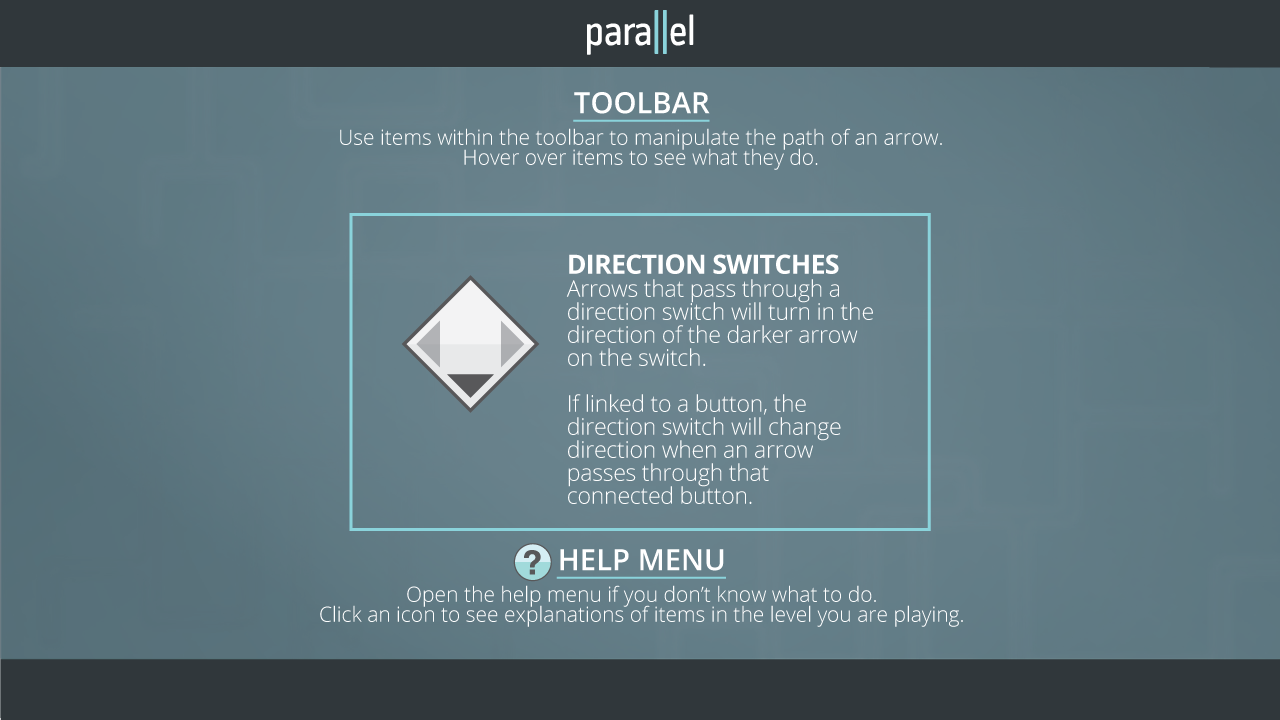 parallel
TOOLBAR
Use items within the toolbar to manipulate the path of an arrow.
Hover over items to see what they do.
DIRECTION SWITCHES
Arrows that pass through a
direction switch will turn in the
direction of the darker arrow
on the switch.
If linked to a button, the
direction switch will change
direction when an arrow
passes through that
connected button.
? HELP MENU
Open the help menu if you don't know what to do.
Click an icon to see explanations of items in the level you are playing.